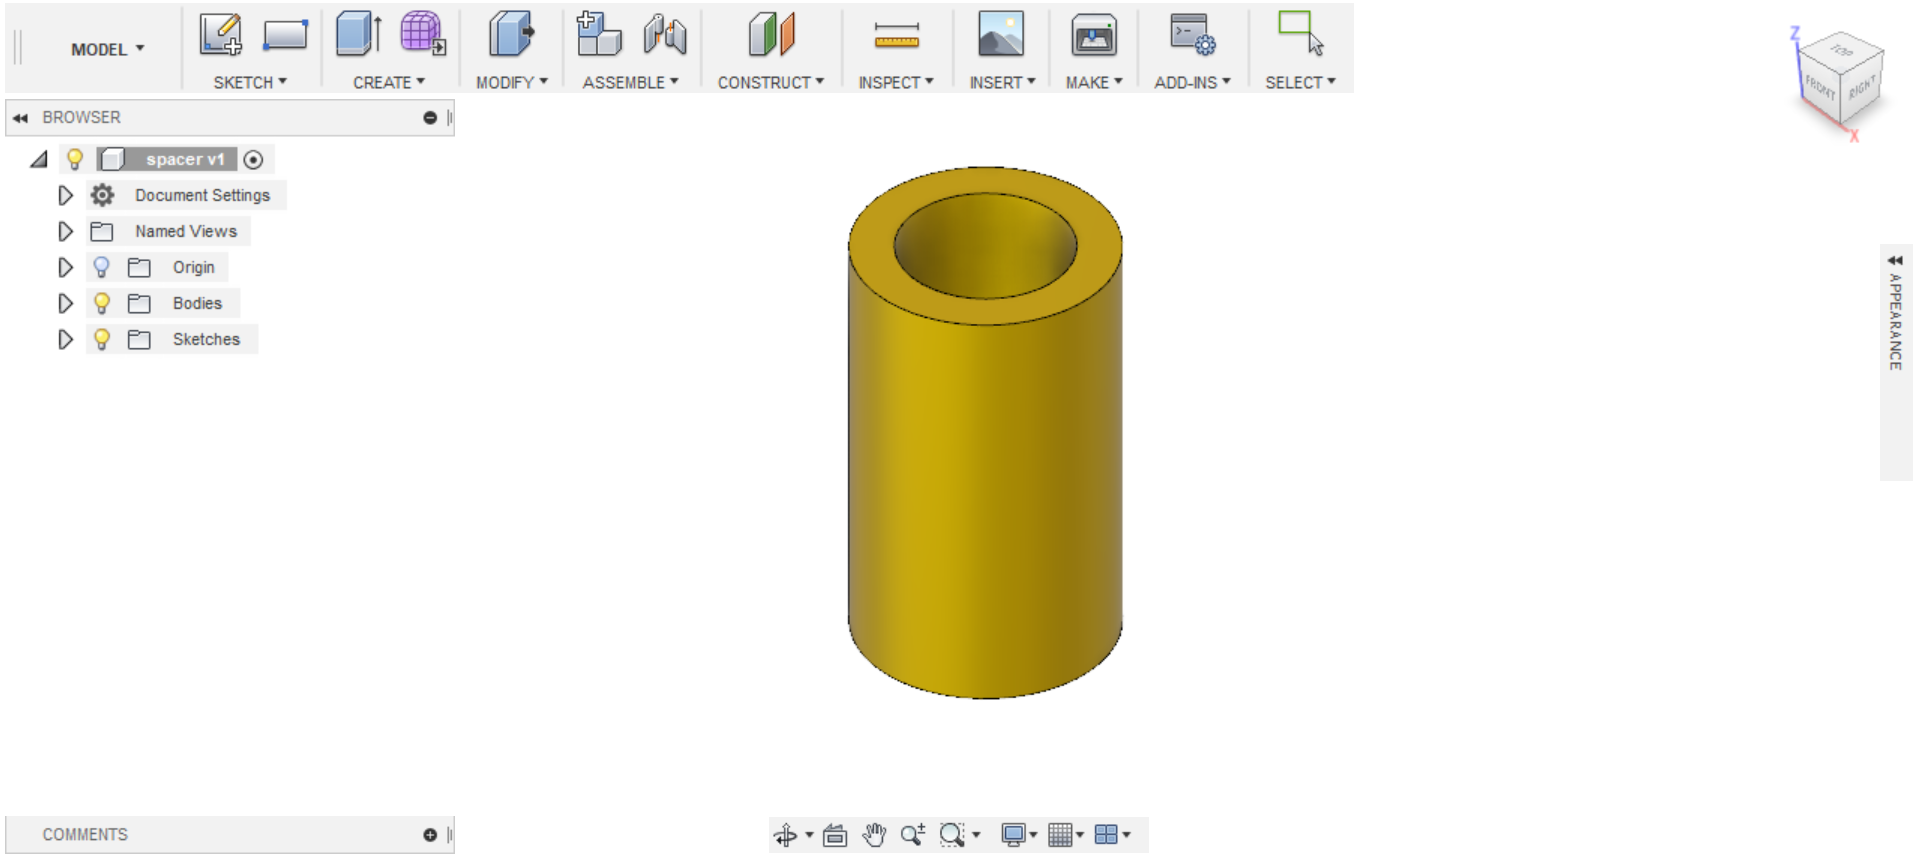 MODEL
SKETCH
CREATE
MODIFY
ASSEMBLE
CONSTRUCT
INSPECT
INSERT
MAKE
ADD-INS
SELECT
Z
TOP
FRONT
RIGHT
X
BROWSER
spacer v1
Document Settings
Named Views
Origin
Bodies
Sketches
APPEARANCE
COMMENTS